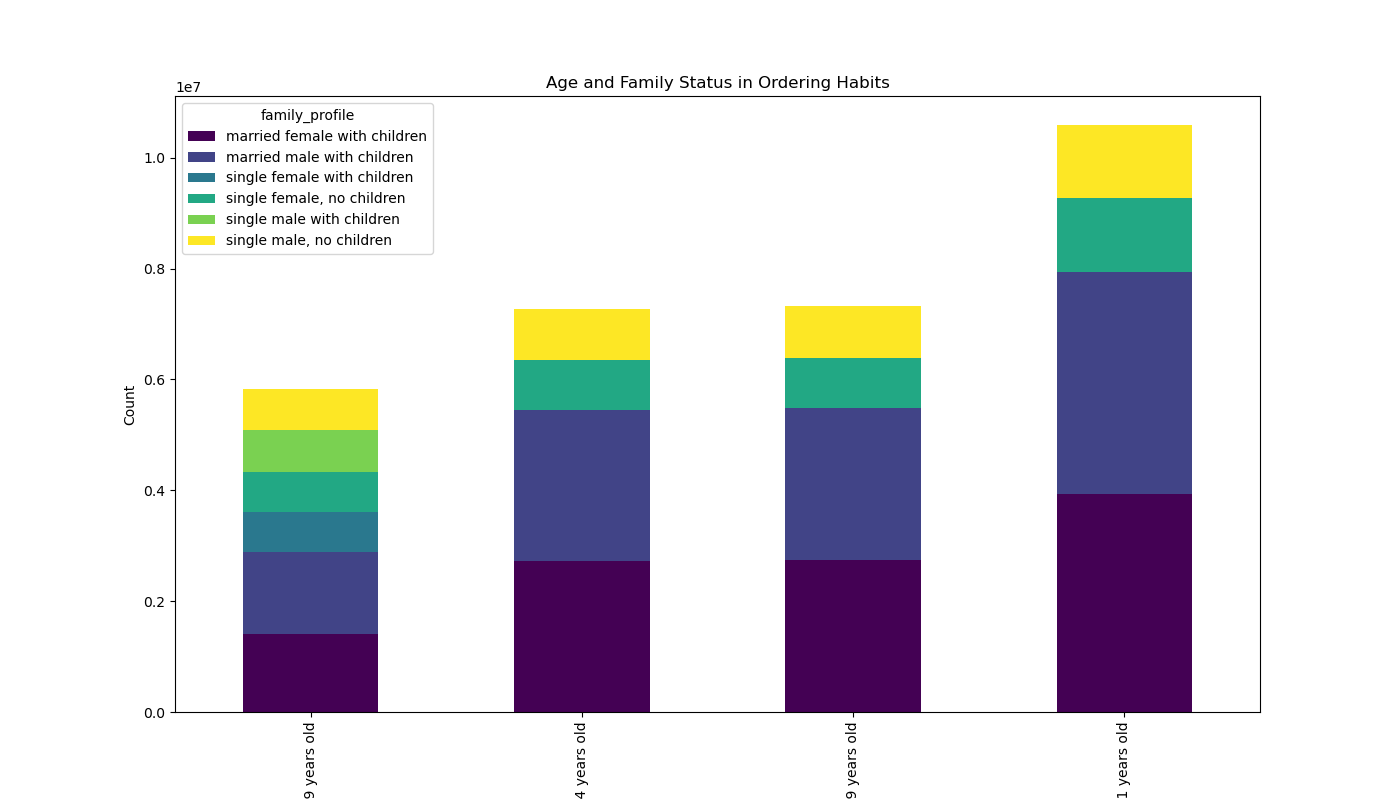 Age and Family Status in Ordering Habits
1e7
family_profile
married female with children
married male with children
single female with children
single female, no children
single male with children
single male, no children
1.0
0.8
0.6
0.4
0.2
0.0
Count
9 years old
4 years old
9 years old
1 years old